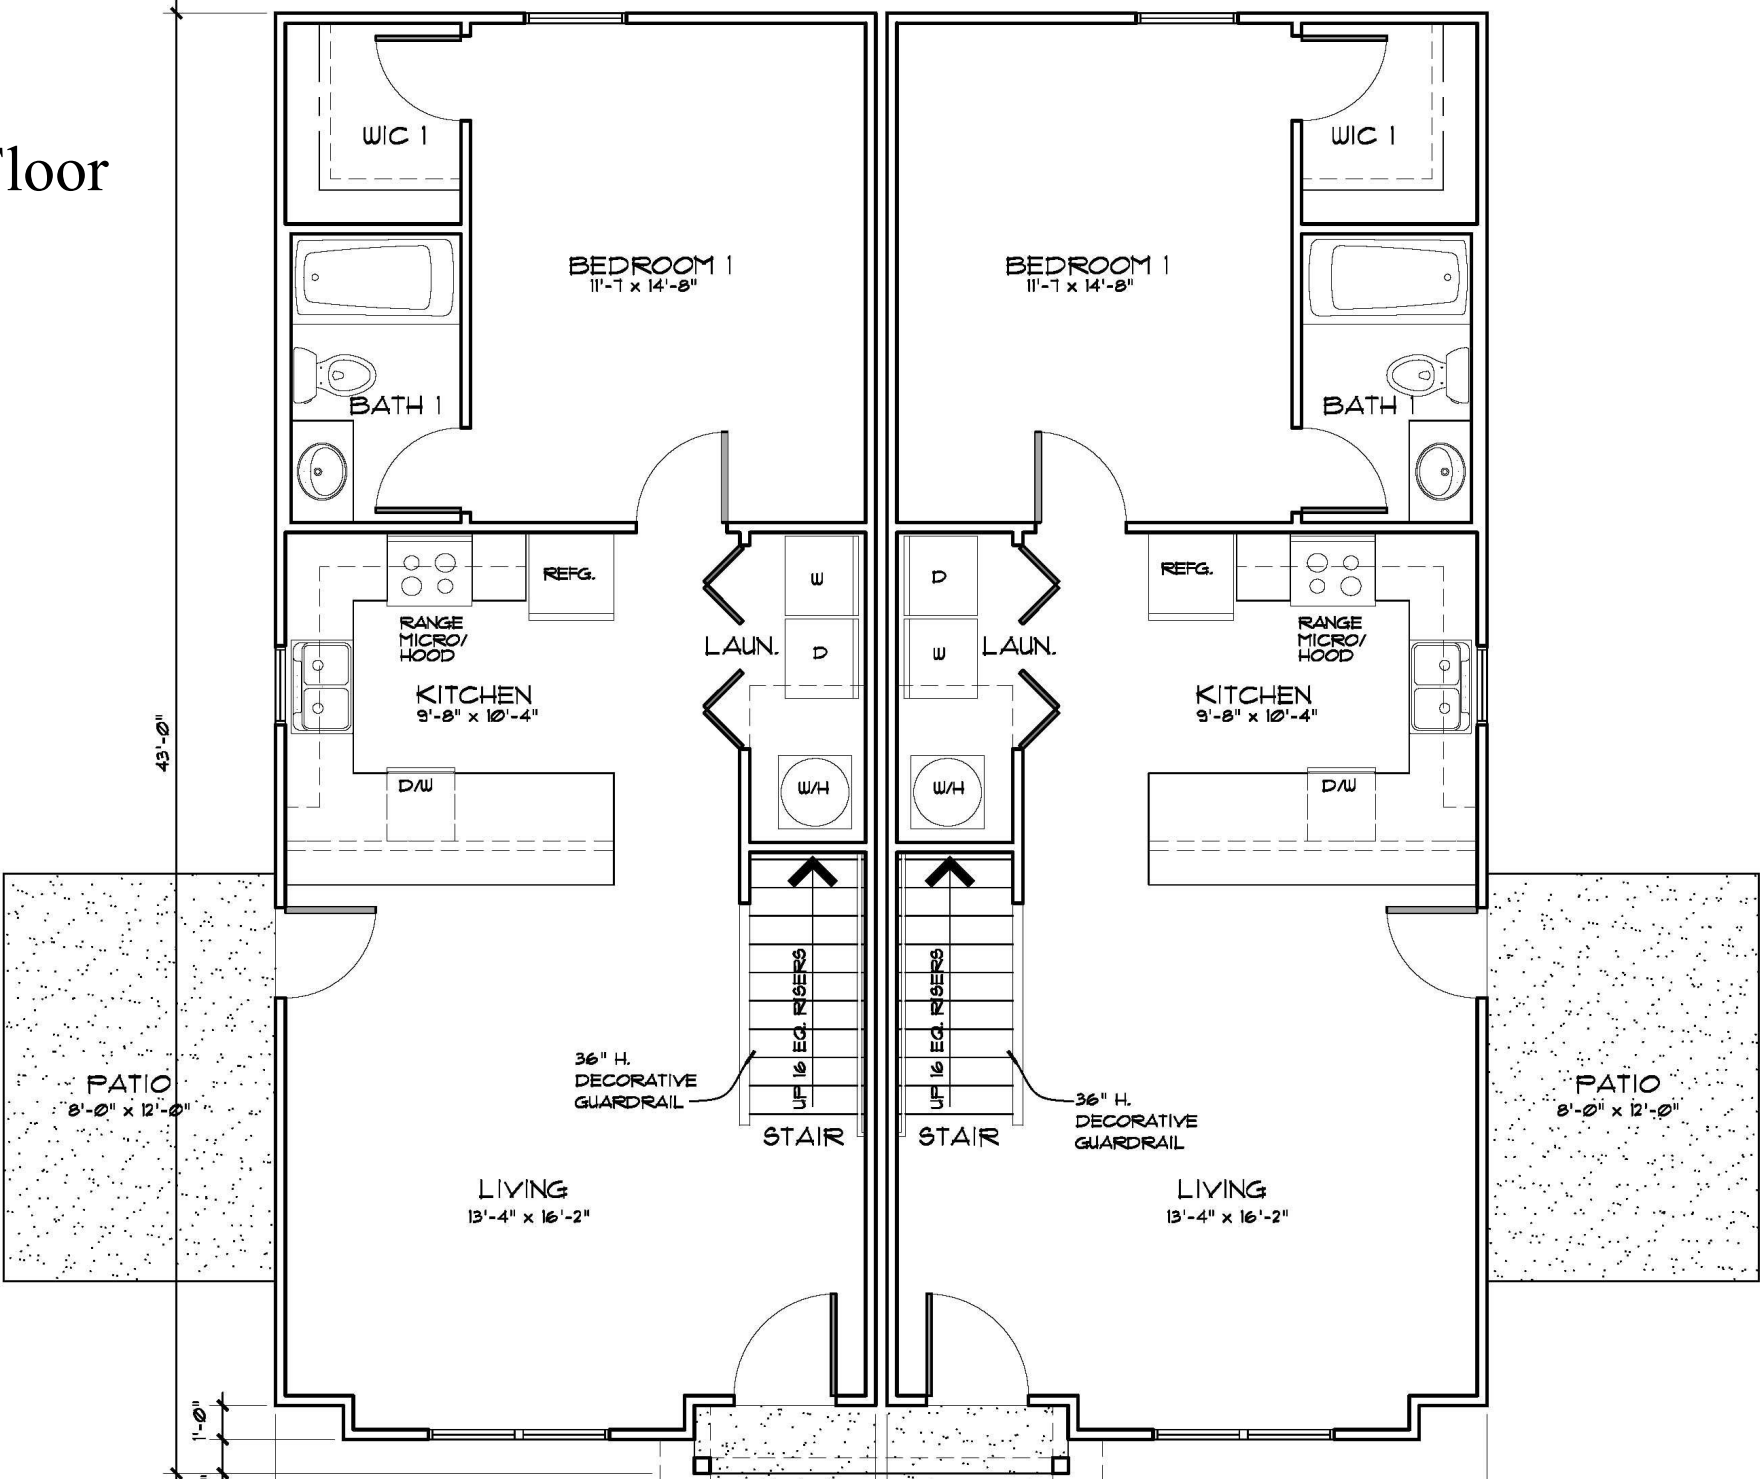 Floor
WIC 1
WIC 1
BEDROOM 1
11'-7 x 14'-8"
BEDROOM 1
11'-7 x 14'-8"
BATH 1
BATH 1
REFG.
W
D
REFG.
RANGE
MICRO/
HOOD
LAUN.
D
W
LAUN.
RANGE
MICRO/
HOOD
KITCHEN
9'-8" x 10'-4"
KITCHEN
9'-8" x 10'-4"
43'-0"
D/W
W/H
W/H
D/W
UP 16 EQ. RISERS
UP 16 EQ. RISERS
36" H.
DECORATIVE
GUARDRAIL
36" H.
DECORATIVE
GUARDRAIL
PATIO
8'-0" x 12'-0"
PATIO
8'-0" x 12'-0"
STAIR
STAIR
LIVING
13'-4" x 16'-2"
LIVING
13'-4" x 16'-2"
1'-0"